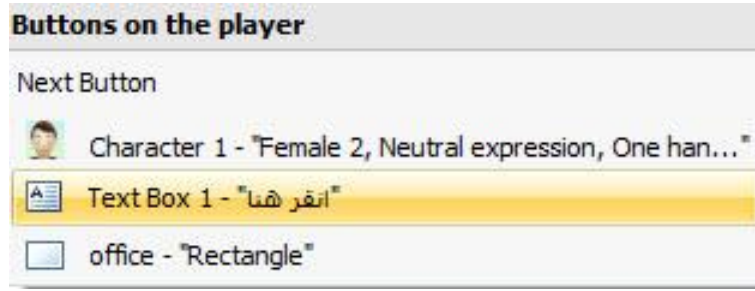 Buttons on the player
Next Button
Character 1 - "Female 2, Neutral expression, One han..."
Text Box 1 - "انقر هنا"
office - "Rectangle"